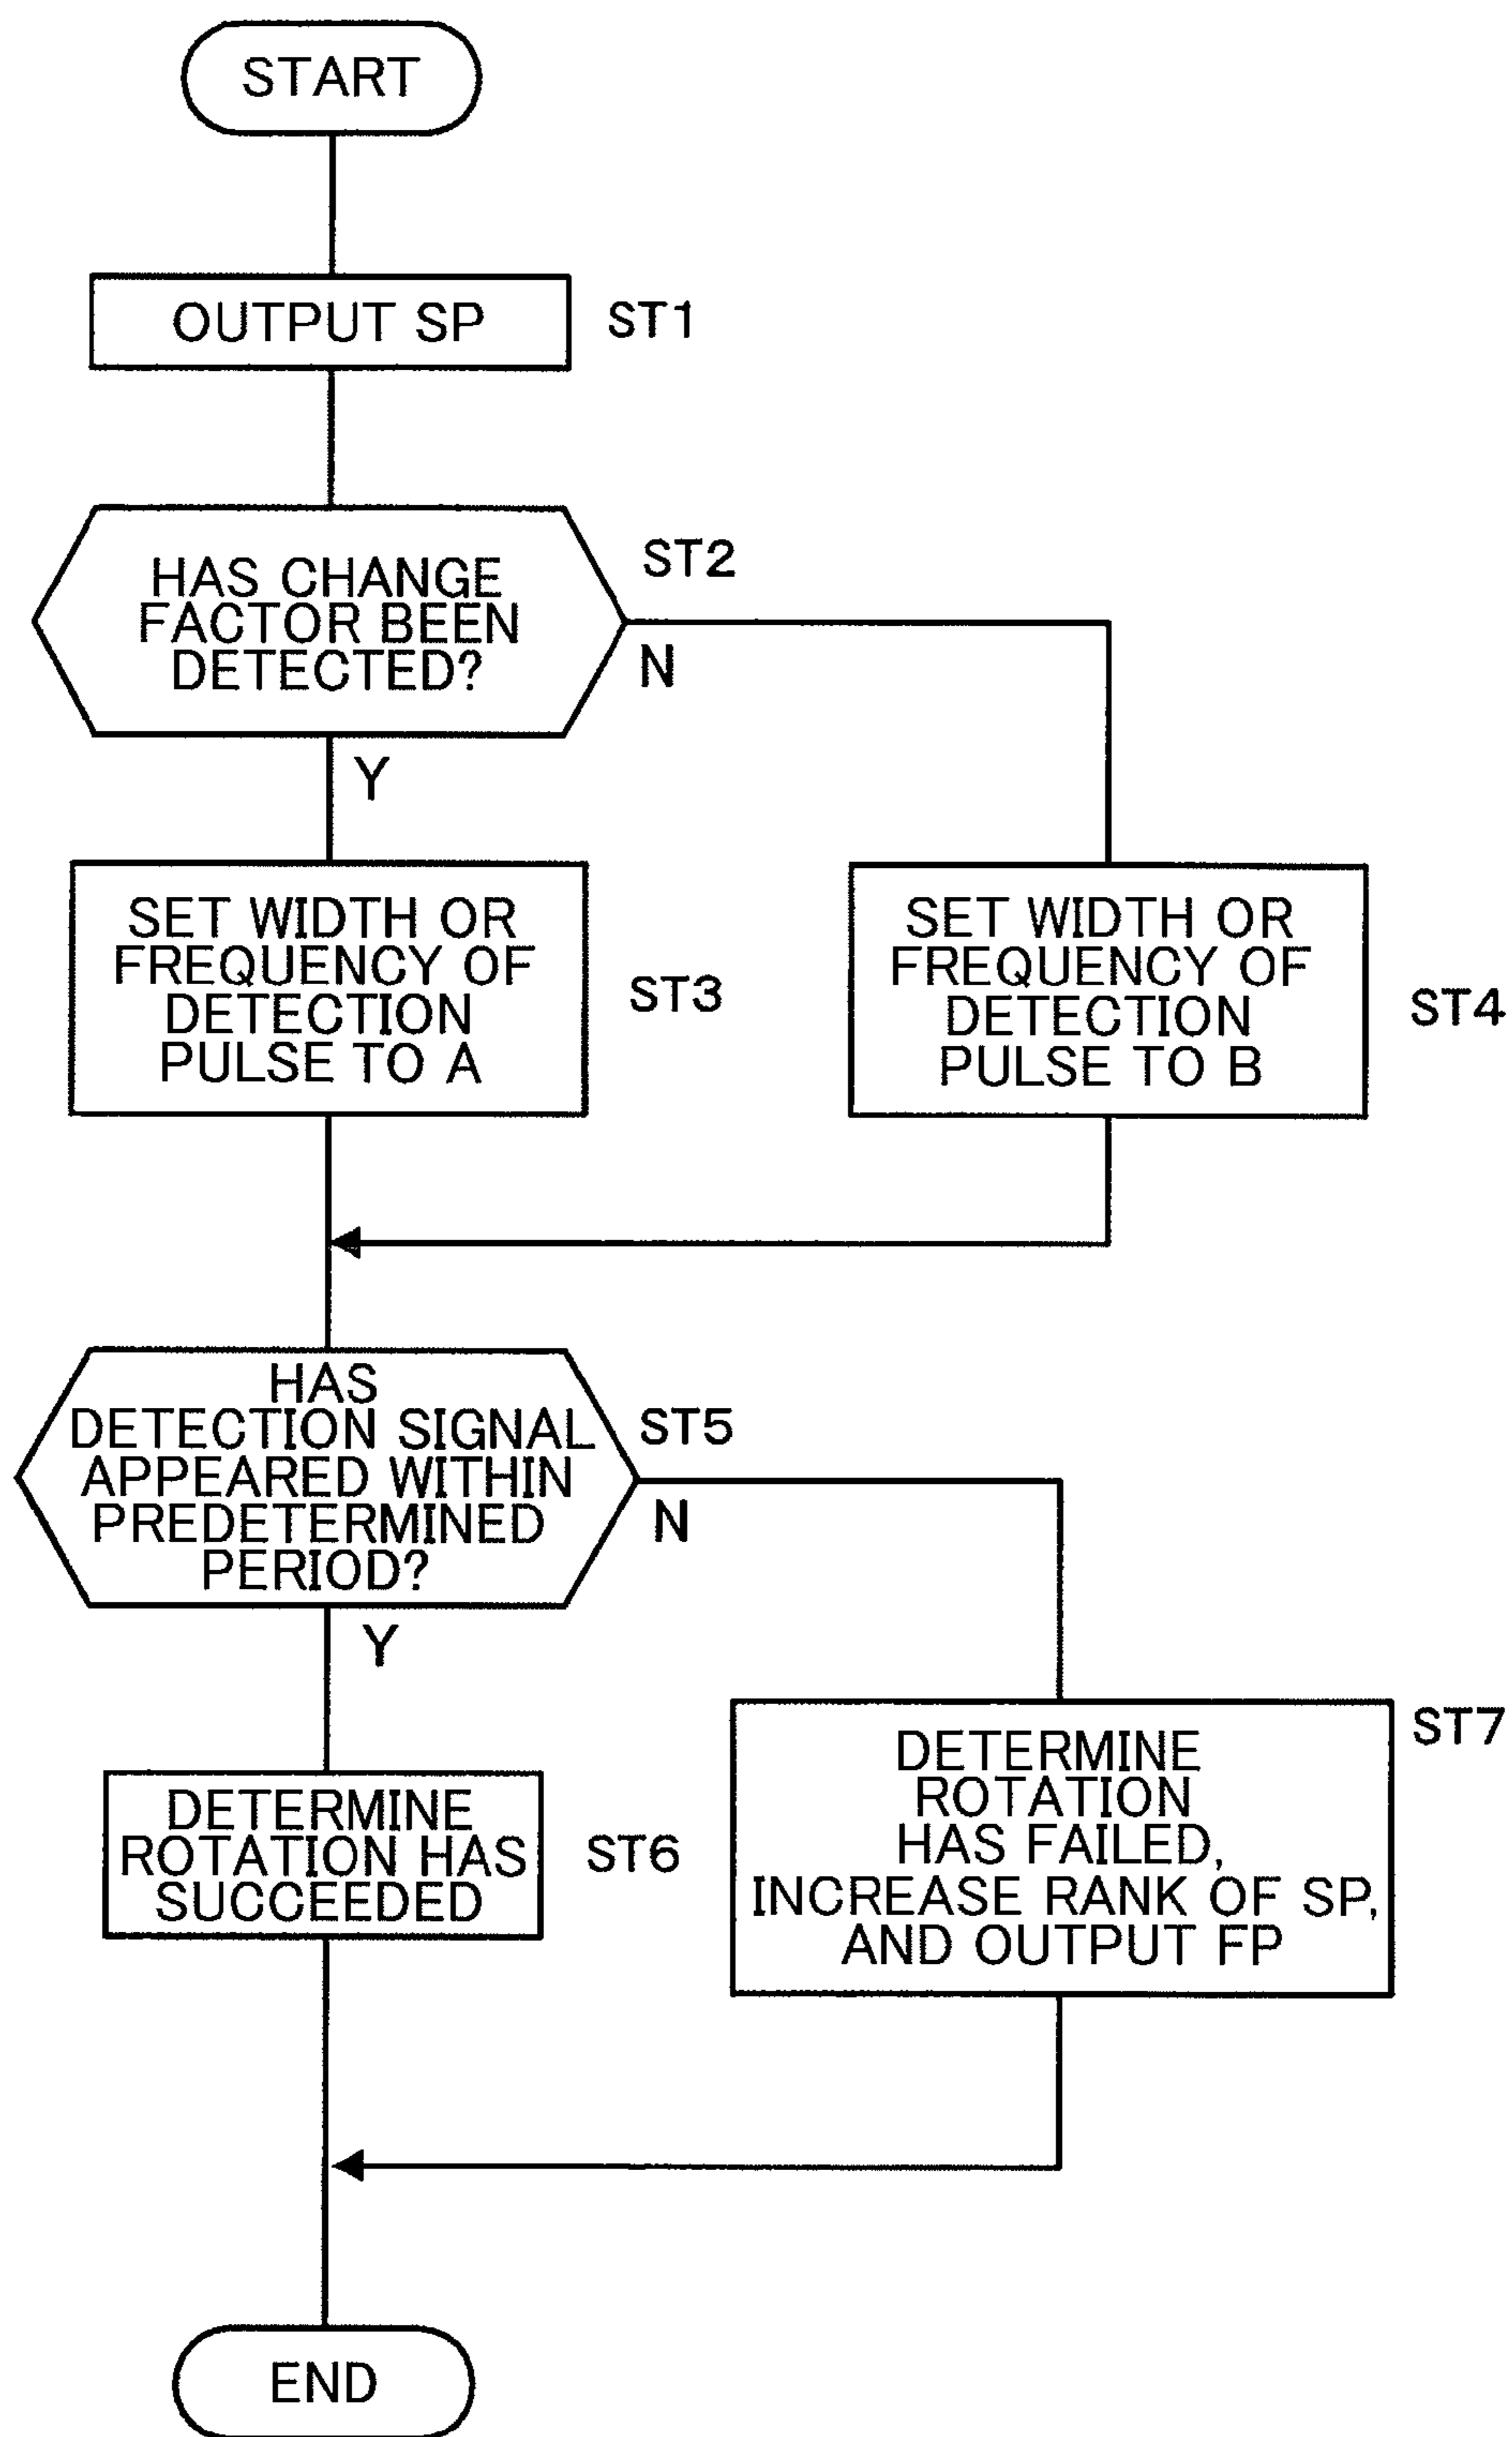 START
OUTPUT SP
ST1
HAS CHANGE
FACTOR BEEN
DETECTED?
ST2
N
Y
SET WIDTH OR
FREQUENCY OF
DETECTION
PULSE TO A
ST3
SET WIDTH OR
FREQUENCY OF
DETECTION
PULSE TO B
ST4
HAS
DETECTION SIGNAL
APPEARED WITHIN
PREDETERMINED
PERIOD?
ST5
N
Y
DETERMINE
ROTATION HAS
SUCCEEDED
ST6
DETERMINE
ROTATION
HAS FAILED,
INCREASE RANK OF SP,
AND OUTPUT FP
ST7
END